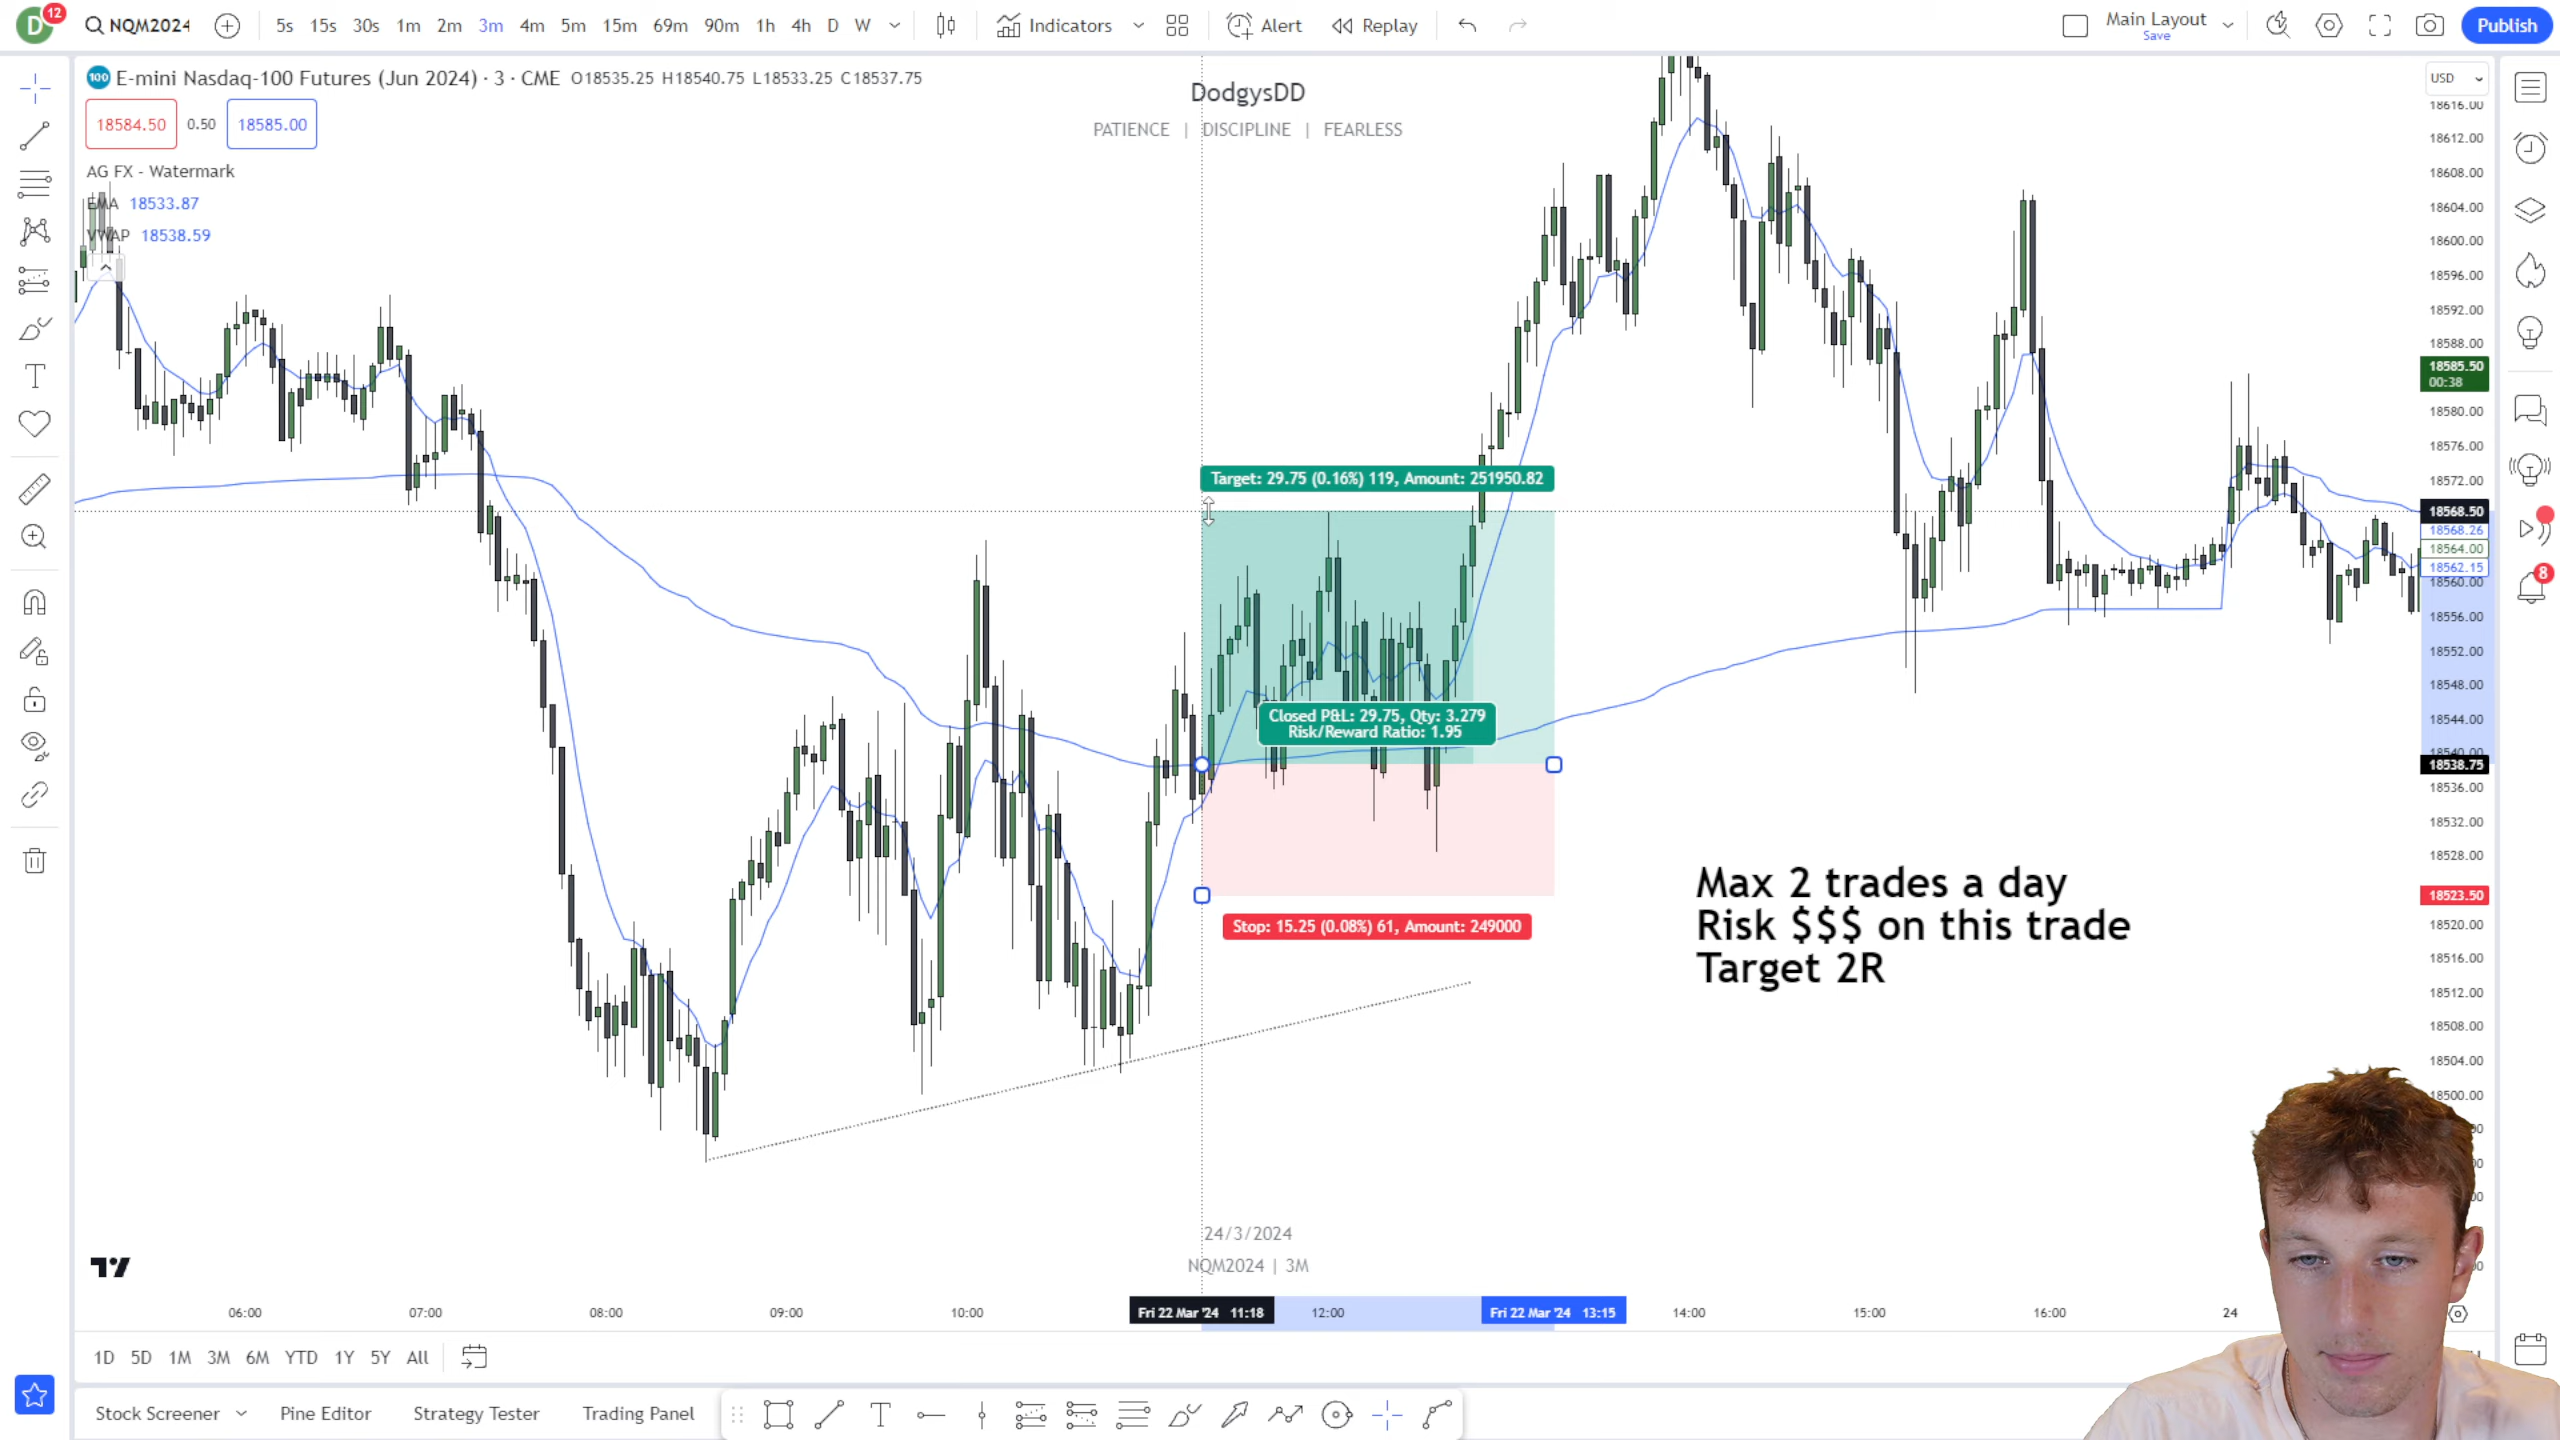 D 12 NQM2024 5s 15s 30s 1m 2m 3m 4m 5m 15m 69m 90m 1h 4h D W Indicators Alert Replay Main Layout Save Publish
100 E-mini Nasdaq-100 Futures (Jun 2024) · 3 · CME O18535.25 H18540.75 L18533.25 C18537.75
USD
DodgysDD
PATIENCE | DISCIPLINE | FEARLESS
18584.50 0.50 18585.00
AG FX - Watermark
EMA 18533.87
VWAP 18538.59
18616.00
18612.00
18608.00
18604.00
18600.00
18596.00
18592.00
18588.00
18585.50
00:38
18580.00
18576.00
18572.00
18568.50
18568.26
18564.00
18562.15
18560.00
18556.00
18552.00
18548.00
18544.00
18540.00
18538.75
18536.00
18532.00
18528.00
18523.50
18520.00
18516.00
18512.00
18508.00
18504.00
18500.00
8
Target: 29.75 (0.16%) 119, Amount: 251950.82
Closed P&L: 29.75, Qty: 3.279
Risk/Reward Ratio: 1.95
Stop: 15.25 (0.08%) 61, Amount: 249000
Max 2 trades a day
Risk $$$ on this trade
Target 2R
24/3/2024
NQM2024 | 3M
06:00 07:00 08:00 09:00 10:00 Fri 22 Mar '24 11:18 12:00 Fri 22 Mar '24 13:15 14:00 15:00 16:00 24
1D 5D 1M 3M 6M YTD 1Y 5Y All
Stock Screener Pine Editor Strategy Tester Trading Panel